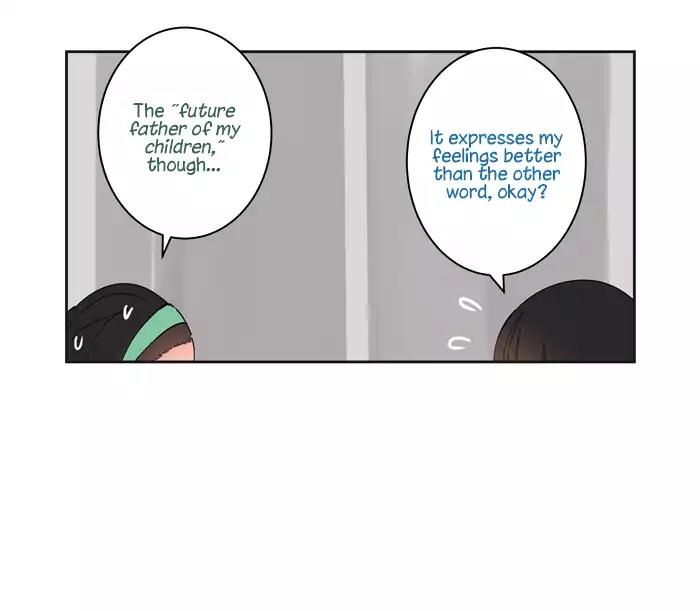 The "future
father of my
children,"
though...
It expresses my
feelings better
than the other
word, okay?